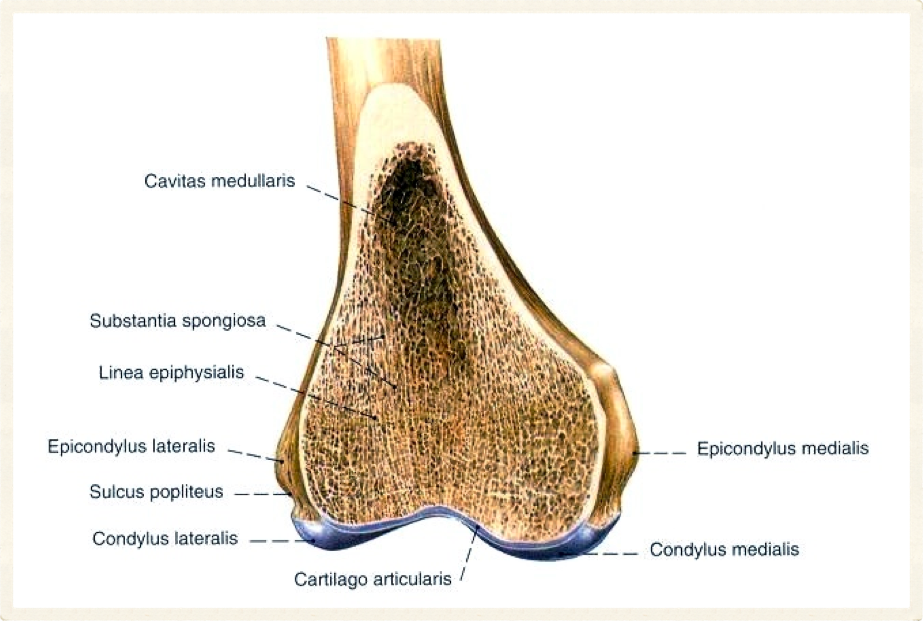 Cavitas medullaris
Substantia spongiosa
Linea epiphysialis
Epicondylus lateralis
Epicondylus medialis
Sulcus popliteus
Condylus lateralis
Condylus medialis
Cartilago articularis